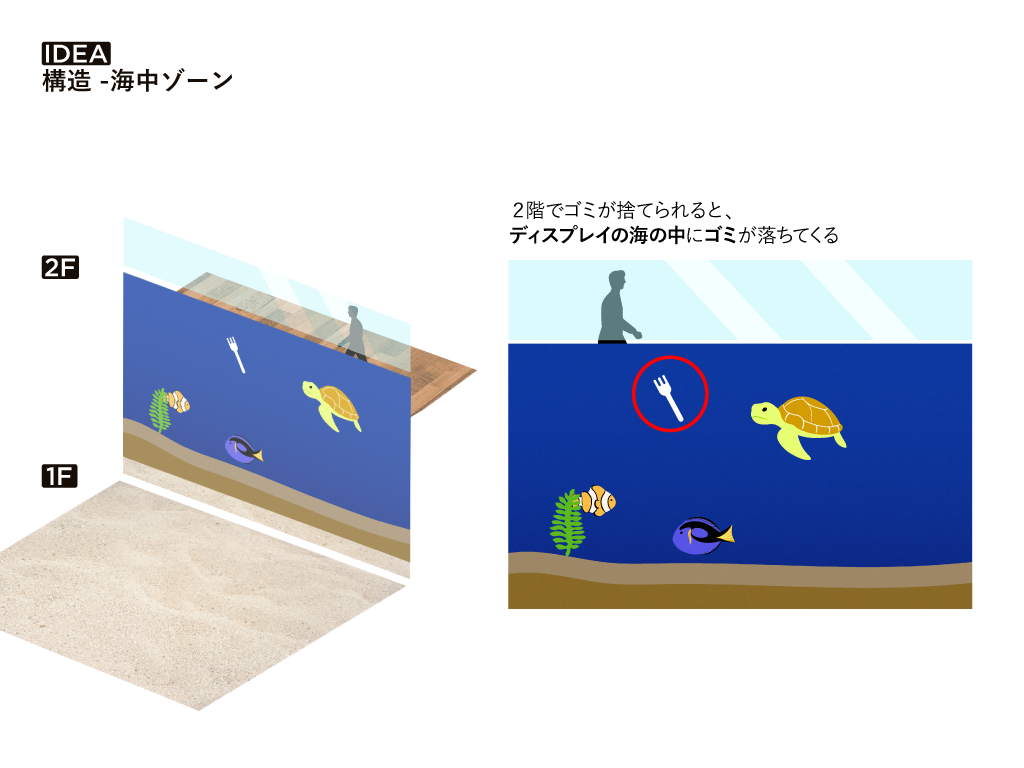 IDEA
構造 -海中ゾーン
2F
1F
２階でゴミが捨てられると、
ディスプレイの海の中にゴミが落ちてくる